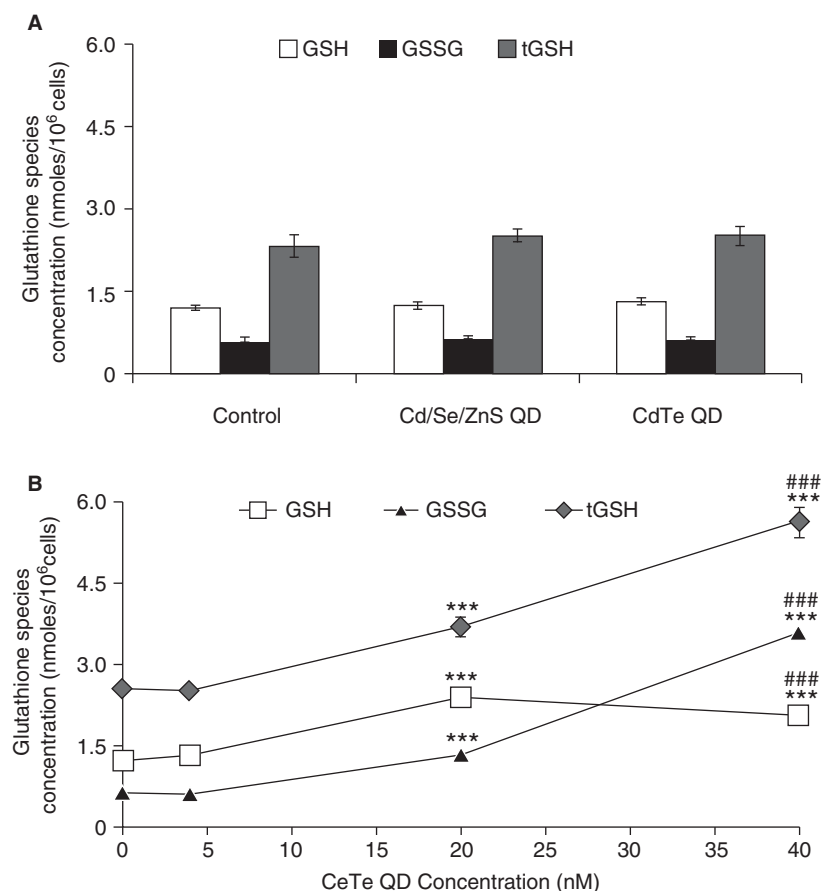 A
GSH GSSG tGSH
Glutathione species
concentration (nmoles/10⁶ cells)
6.0
4.5
3.0
1.5
0
Control Cd/Se/ZnS QD CdTe QD
B
GSH GSSG tGSH
Glutathione species
concentration (nmoles/10⁶cells)
6.0
4.5
3.0
1.5
0
***
***
***
###
***
###
***
###
***
0 5 10 15 20 25 30 35 40
CeTe QD Concentration (nM)